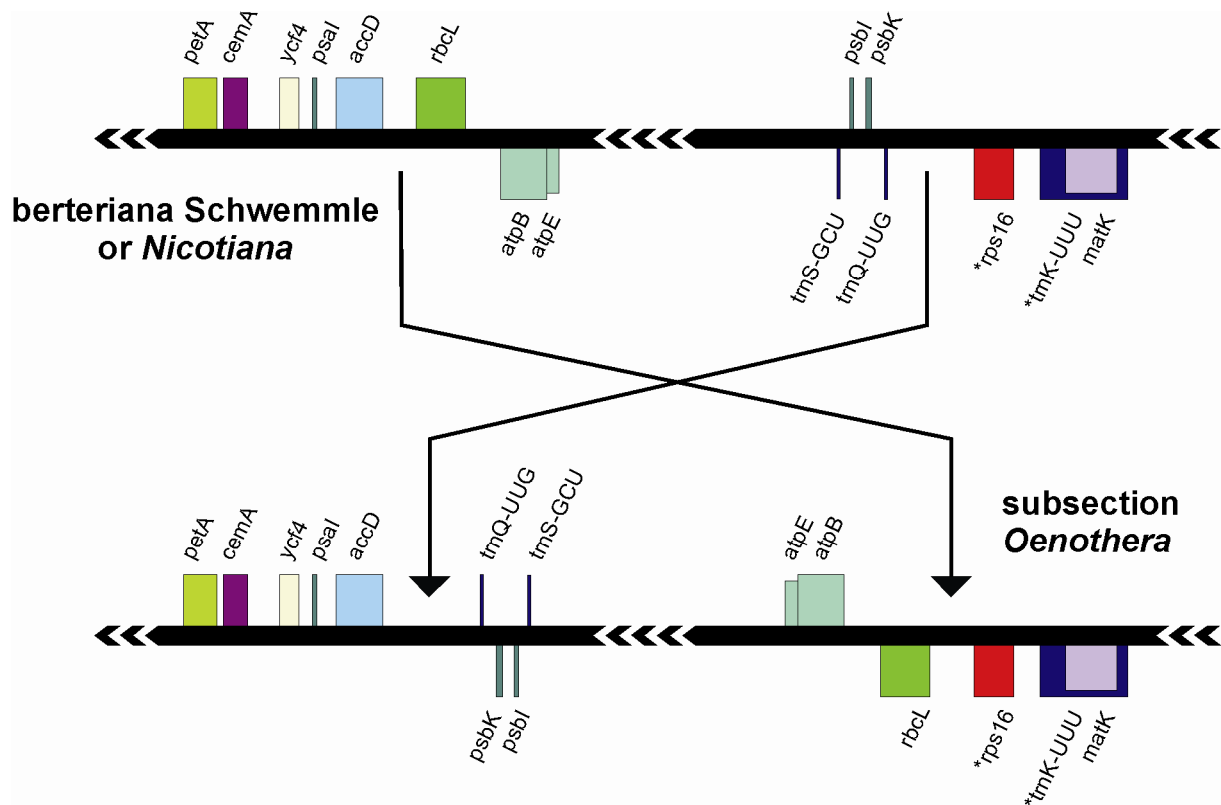 petA
cemA
ycf4
psaI
accD
rbcL
psbI
psbK
berteriana Schwemmle
or Nicotiana
atpB
atpE
trnS-GCU
trnQ-UUG
*rps16
*trnK-UUU
matK
petA
cemA
ycf4
psaI
accD
trnQ-UUG
trnS-GCU
atpE
atpB
subsection
Oenothera
psbK
psbI
rbcL
*rps16
*trnK-UUU
matK